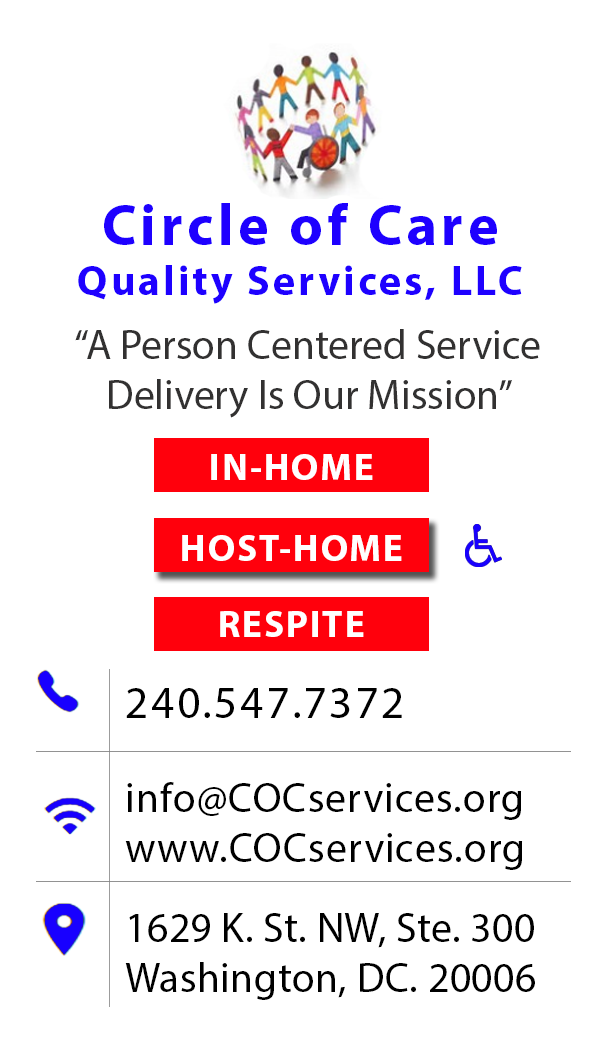 Circle of Care
Quality Services, LLC
“A Person Centered Service
Delivery Is Our Mission”
IN-HOME
HOST-HOME
RESPITE
240.547.7372
info@COCservices.org
www.COCservices.org
1629 K. St. NW, Ste. 300
Washington, DC. 20006